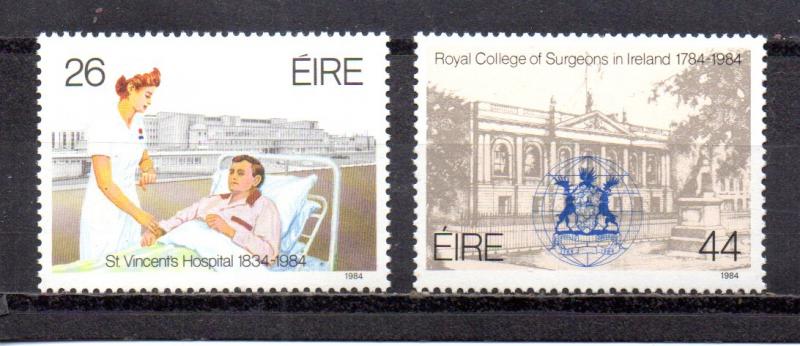 26 ÉIRE
St. Vincent's Hospital 1834-1984
1984
Royal College of Surgeons in Ireland 1784-1984
ÉIRE 44
1984